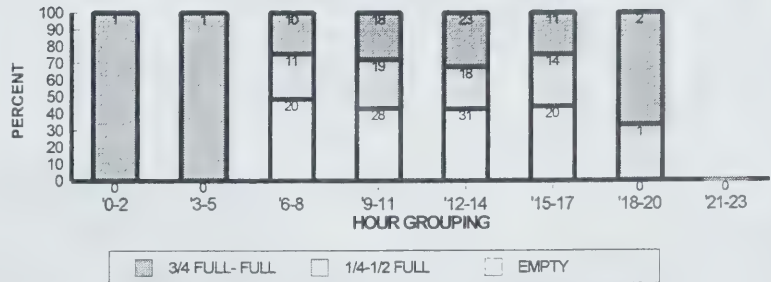 100
90
80
70
60
50
40
30
20
10
0
PERCENT
1 1 10 18 23 11 2
11 19 18 14
20 28 31 20 1
0 0 0 0
'0-2 '3-5 '6-8 '9-11 '12-14 '15-17 '18-20 '21-23
HOUR GROUPING
3/4 FULL- FULL 1/4-1/2 FULL EMPTY